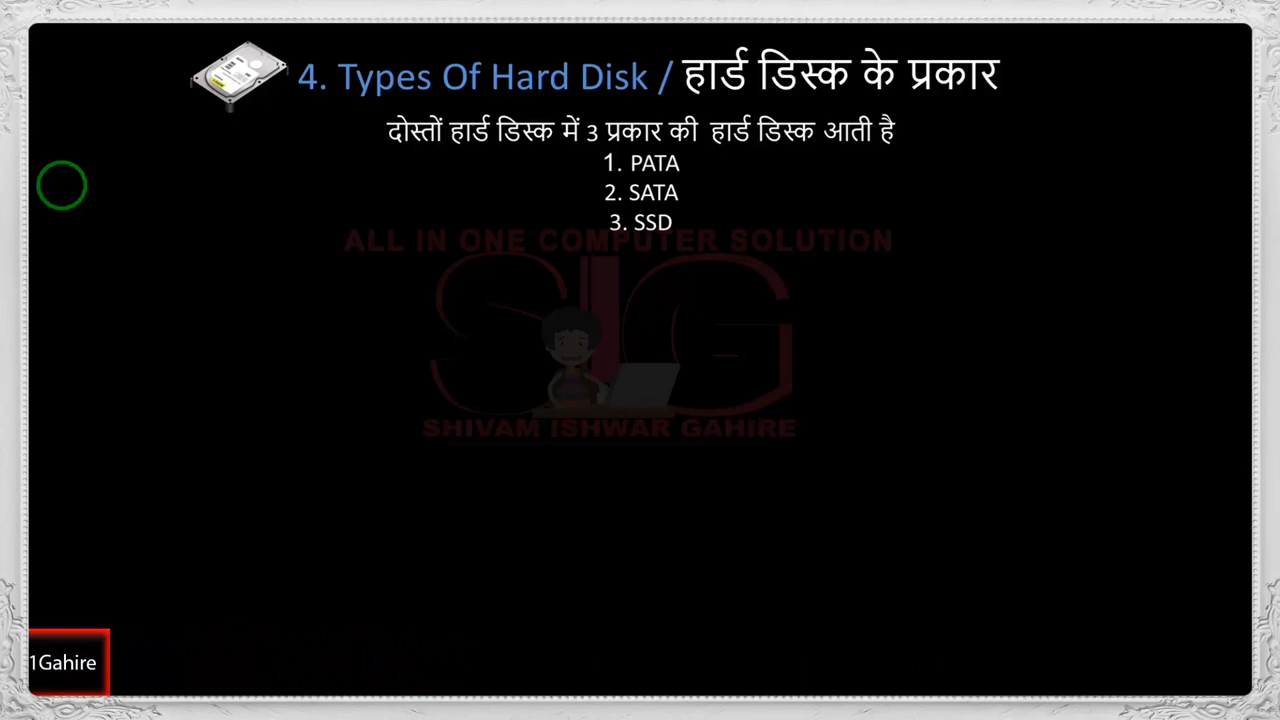 4. Types Of Hard Disk / हार्ड डिस्क के प्रकार
दोस्तों हार्ड डिस्क में 3 प्रकार की हार्ड डिस्क आती है
1. PATA
2. SATA
3. SSD
ALL IN ONE COMPUTER SOLUTION
SIG
SHIVAM ISHWAR GAHIRE
1Gahire